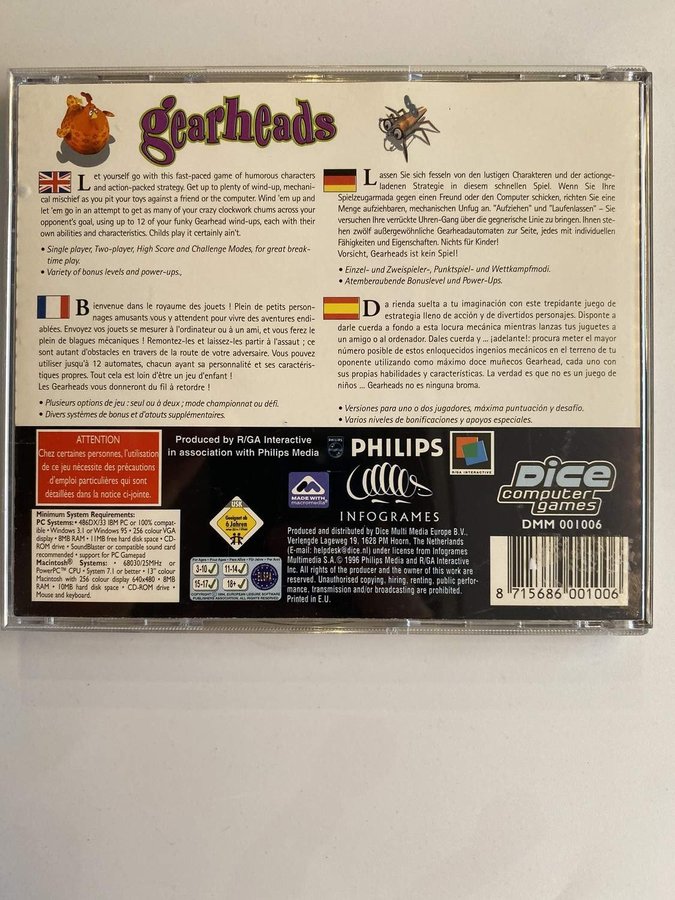 gearheads
Let yourself go with this fast-paced game of humorous characters
and action-packed strategy. Get up to plenty of wind-up, mechani-
cal mischief as you pit your toys against a friend or the computer. Wind 'em up and
let 'em go in an attempt to get as many of your crazy clockwork chums across your
opponent's goal, using up to 12 of your funky Gearhead wind-ups, each with their
own abilities and characteristics. Childs play it certainly ain't.
• Single player, Two-player, High Score and Challenge Modes, for great break-
time play.
• Variety of bonus levels and power-ups.,
Lassen Sie sich fesseln von den lustigen Charakteren und der actionge-
ladenen Strategie in diesem schnellen Spiel. Wenn Sie Ihre
Spielzeugarmada gegen einen Freund oder den Computer schicken, richten Sie eine
Menge aufziehbaren, mechanischen Unfug an. "Aufziehen" und "Laufenlassen" – Sie
versuchen Ihre verrückte Uhren-Gang über die gegnerische Linie zu bringen. Ihnen ste-
hen zwölf außergewöhnliche Gearheadautomaten zur Seite, jedes mit individuellen
Fähigkeiten und Eigenschaften. Nichts für Kinder!
Vorsicht, Gearheads ist kein Spiel!
• Einzel- und Zweispieler-, Punktspiel- und Wettkampfmodi.
• Atemberaubende Bonuslevel und Power-Ups.
Bienvenue dans le royaume des jouets ! Plein de petits person-
nages amusants vous y attendent pour vivre des aventures endi-
ablées. Envoyez vos jouets se mesurer à l'ordinateur ou à un ami, et vous ferez le
plein de blagues mécaniques ! Remontez-les et laissez-les partir à l'assaut ; ce
sont autant d'obstacles en travers de la route de votre adversaire. Vous pouvez
utiliser jusqu'à 12 automates, chacun ayant sa personnalité et ses caractéris-
tiques propres. Tout cela est loin d'être un jeu d'enfant !
Les Gearheads vous donneront du fil à retordre !
• Plusieurs options de jeu : seul ou à deux ; mode championnat ou défi.
• Divers systèmes de bonus et d'atouts supplémentaires.
Da rienda suelta a tu imaginación con este trepidante juego de
estrategia lleno de acción y de divertidos personajes. Disponte a
darle cuerda a fondo a esta locura mecánica mientras lanzas tus juguetes a
un amigo o al ordenador. Dales cuerda y ... ¡adelante!: procura meter el mayor
número posible de estos enloquecidos ingenios mecánicos en el terreno de tu
oponente utilizando como máximo doce muñecos Gearhead, cada uno con
sus propias habilidades y características. La verdad es que no es un juego de
niños ... Gearheads no es ninguna broma.
• Versiones para uno o dos jugadores, máxima puntuación y desafío.
• Varios niveles de bonificaciones y apoyos especiales.
ATTENTION
Chez certaines personnes, l'utilisation
de ce jeu nécessite des précautions
d'emploi particulières qui sont
détaillées dans la notice ci-jointe.
Produced by R/GA Interactive
in association with Philips Media
PHILIPS
PHILIPS
R/GA INTERACTIVE
DICE
computer
games
DMM 001006
MADE WITH
macromedia
INFOGRAMES
USK
Geeignet ab
6 Jahren
Minimum System Requirements:
PC Systems: • 486DX/33 IBM PC or 100% compat-
ible • Windows 3.1 or Windows 95 • 256 colour VGA
display • 8MB RAM • 11MB free hard disk space • CD-
ROM drive • SoundBlaster or compatible sound card
recommended • support for PC Gamepad
Macintosh® Systems: • 68030/25MHz or
PowerPC™ CPU • System 7.1 or better • 13" colour
Macintosh with 256 colour display 640x480 • 8MB
RAM • 10MB hard disk space • CD-ROM drive •
Mouse and keyboard.
3-10 11-14
15-17 18+
ELSPA
COPYRIGHT © 1994, EUROPEAN LEISURE SOFTWARE
PUBLISHERS ASSOCIATION, ALL RIGHTS RESERVED
Produced and distributed by Dice Multi Media Europe B.V.,
Verlengde Lageweg 19, 1628 PM Hoorn, The Netherlands
(E-mail: helpdesk@dice.nl) under license from Infogrames
Multimedia S.A. © 1996 Philips Media and R/GA Interactive
Inc. All rights of the producer and the owner of this work are
reserved. Unauthorised copying, hiring, renting, public perfor-
mance, transmission and/or broadcasting are prohibited.
Printed in E.U.
8 715686 001006